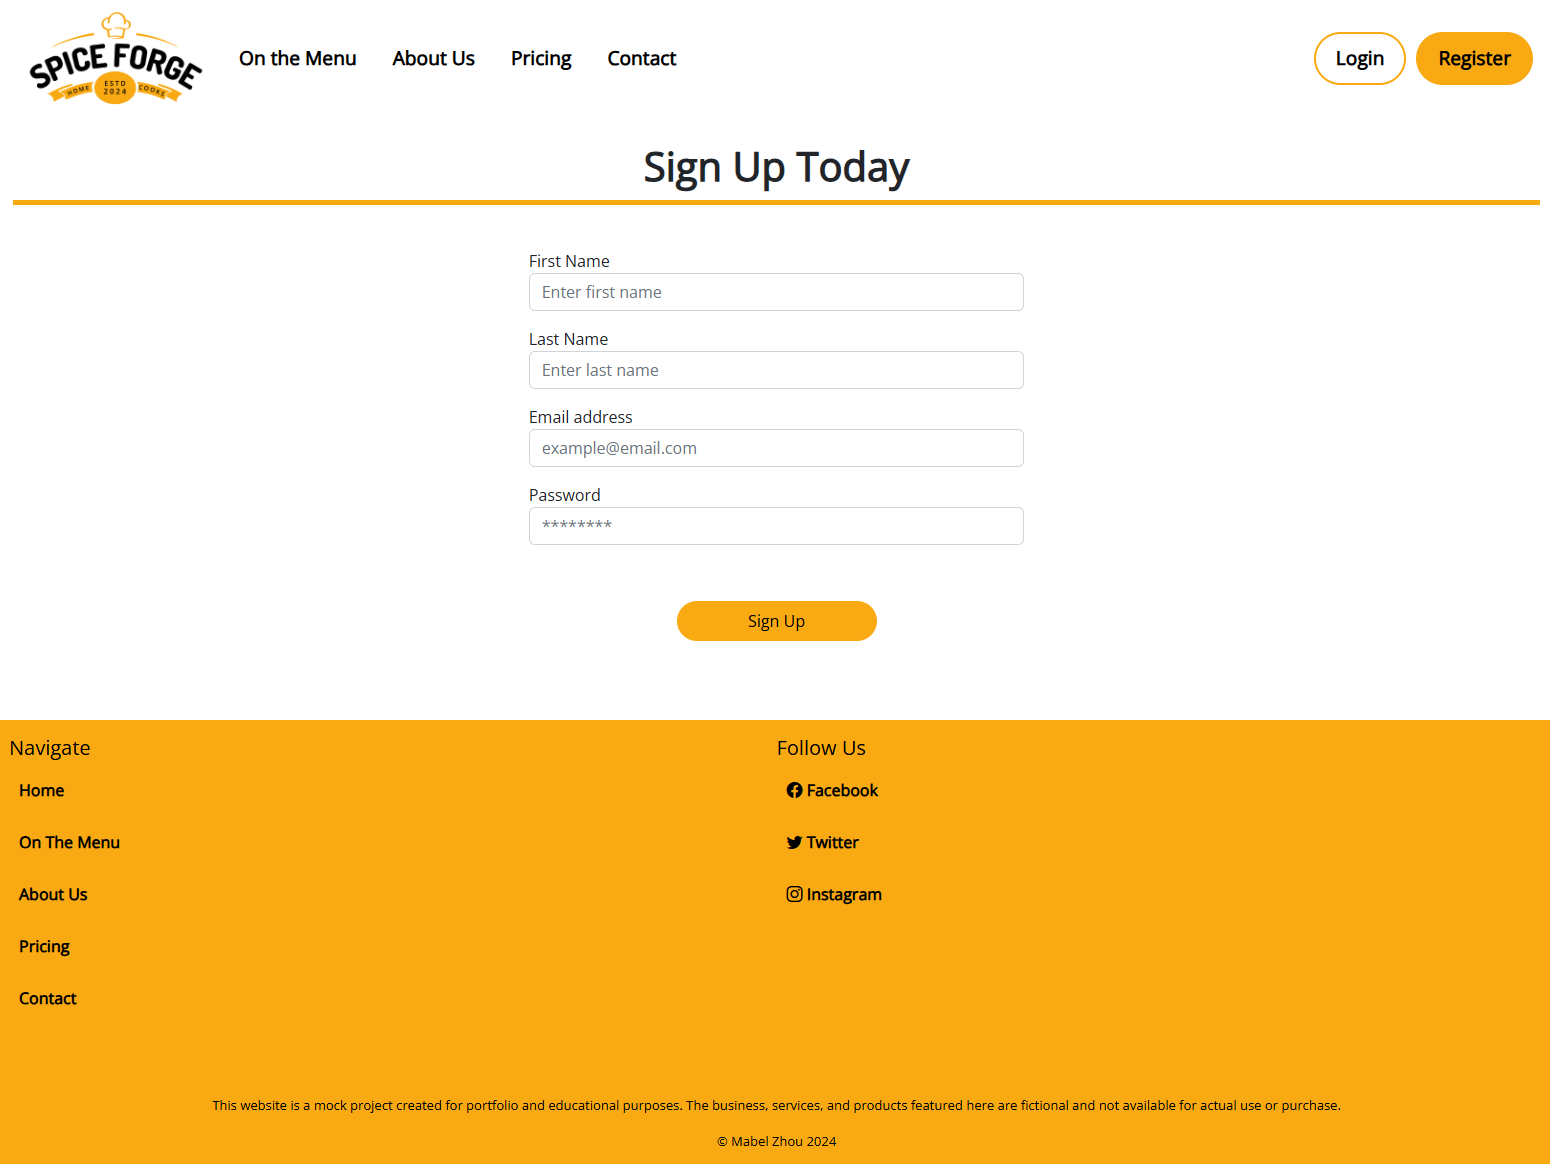 SPICE FORGE
HOME ESTD 2024 COOKS
On the Menu
About Us
Pricing
Contact
Login
Register
Sign Up Today
First Name
Enter first name
Last Name
Enter last name
Email address
example@email.com
Password
********
Sign Up
Navigate
Home
On The Menu
About Us
Pricing
Contact
Follow Us
Facebook
Twitter
Instagram
This website is a mock project created for portfolio and educational purposes. The business, services, and products featured here are fictional and not available for actual use or purchase.
© Mabel Zhou 2024